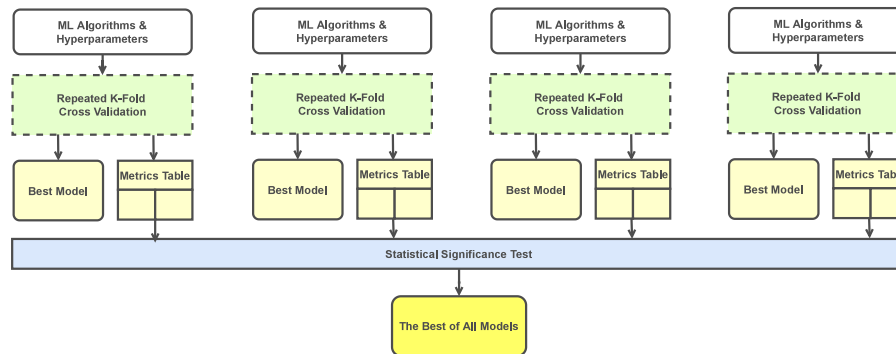 ML Algorithms &
Hyperparameters
ML Algorithms &
Hyperparameters
ML Algorithms &
Hyperparameters
ML Algorithms &
Hyperparameters
Repeated K-Fold
Cross Validation
Repeated K-Fold
Cross Validation
Repeated K-Fold
Cross Validation
Repeated K-Fold
Cross Validation
Best Model
Metrics Table
Best Model
Metrics Table
Best Model
Metrics Table
Best Model
Metrics Tab
Statistical Significance Test
The Best of All Models